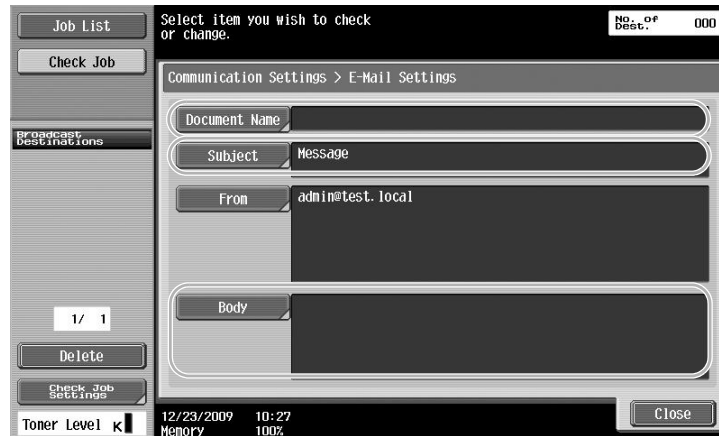 Job List
Check Job
Select item you wish to check
or change.
No. of
Dest.
000
Communication Settings > E-Mail Settings
Document Name
Broadcast
Destinations
Subject
Message
From
admin@test.local
Body
1/ 1
Delete
Check Job
Settings
Toner Level K
12/23/2009 10:27
Memory 100%
Close